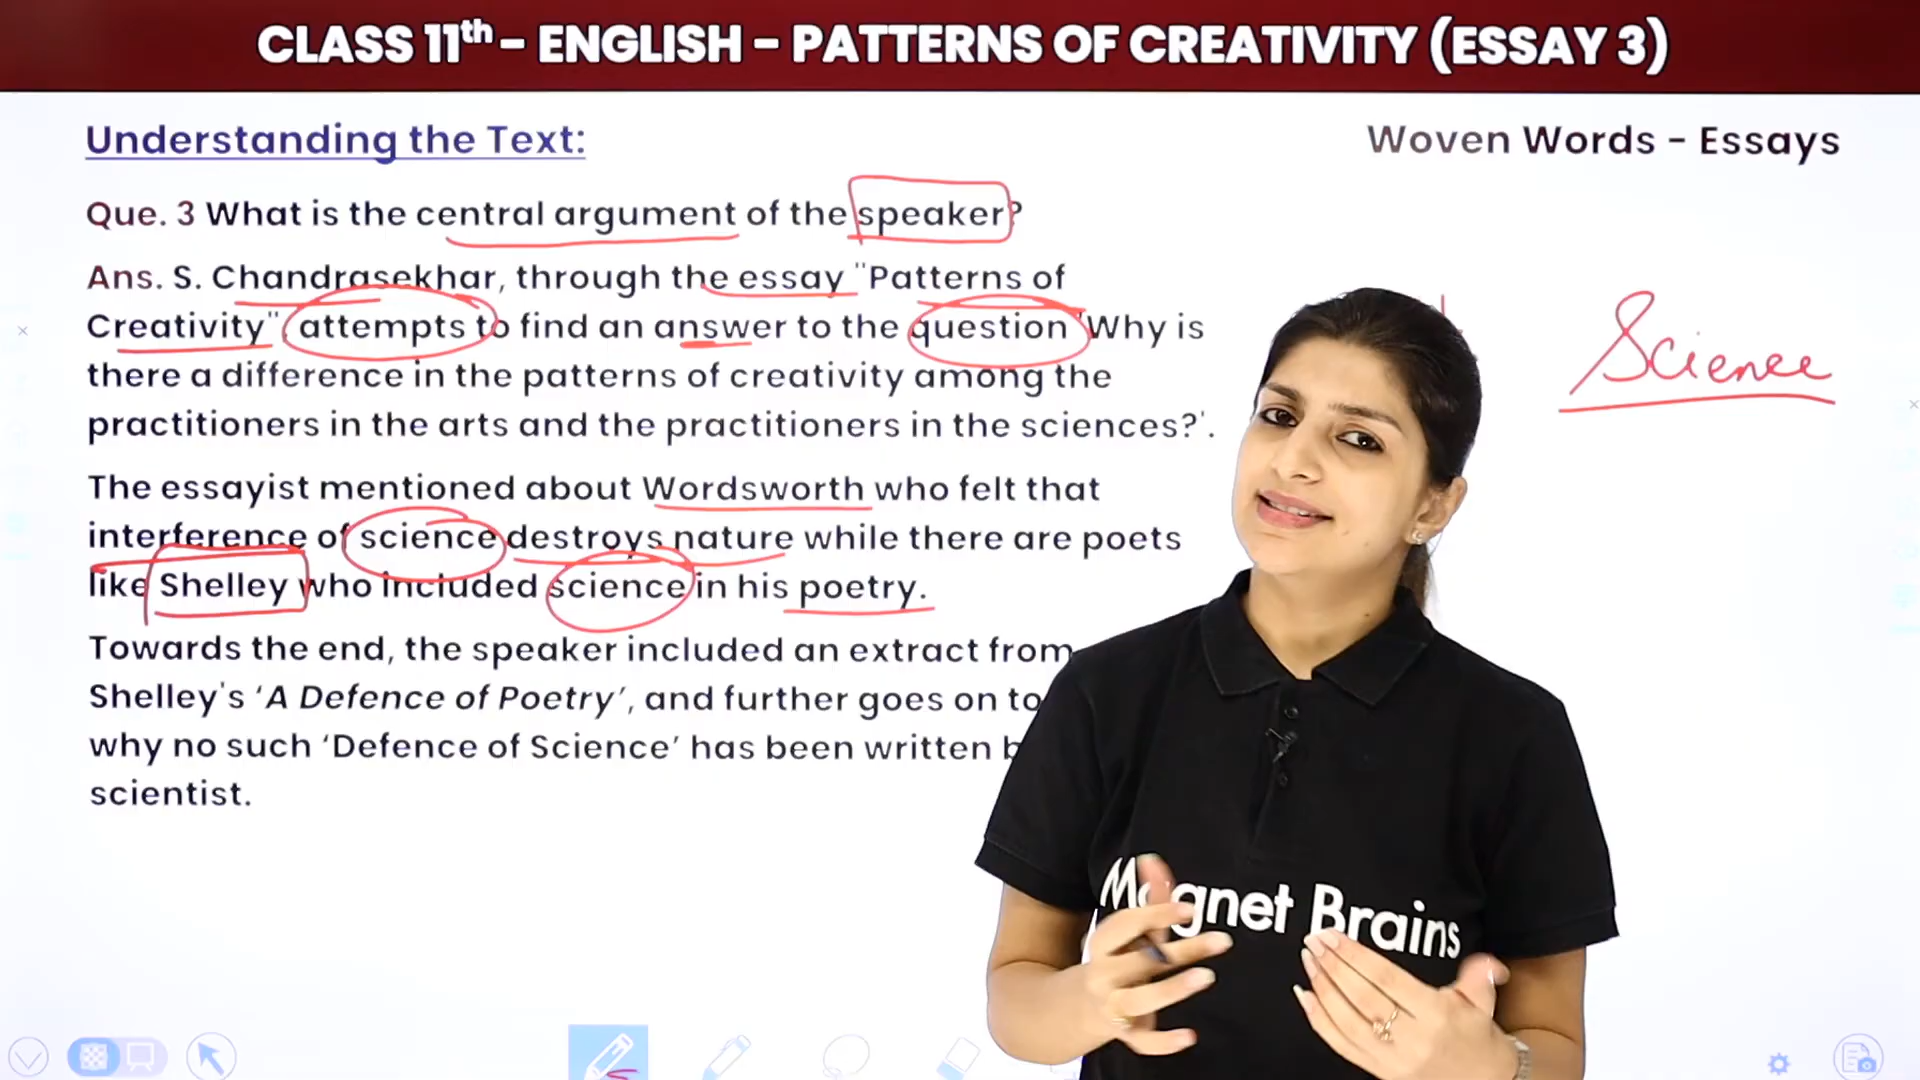 CLASS 11th – ENGLISH – PATTERNS OF CREATIVITY (ESSAY 3)
Understanding the Text:
Woven Words - Essays
Que. 3 What is the central argument of the speaker?
Ans. S. Chandrasekhar, through the essay "Patterns of
Creativity" attempts to find an answer to the question 'Why is
there a difference in the patterns of creativity among the
practitioners in the arts and the practitioners in the sciences?'.
Science
The essayist mentioned about Wordsworth who felt that
interference of science destroys nature while there are poets
like Shelley who included science in his poetry.
Towards the end, the speaker included an extract from
Shelley's 'A Defence of Poetry', and further goes on to
why no such 'Defence of Science' has been written
scientist.
Magnet Brains